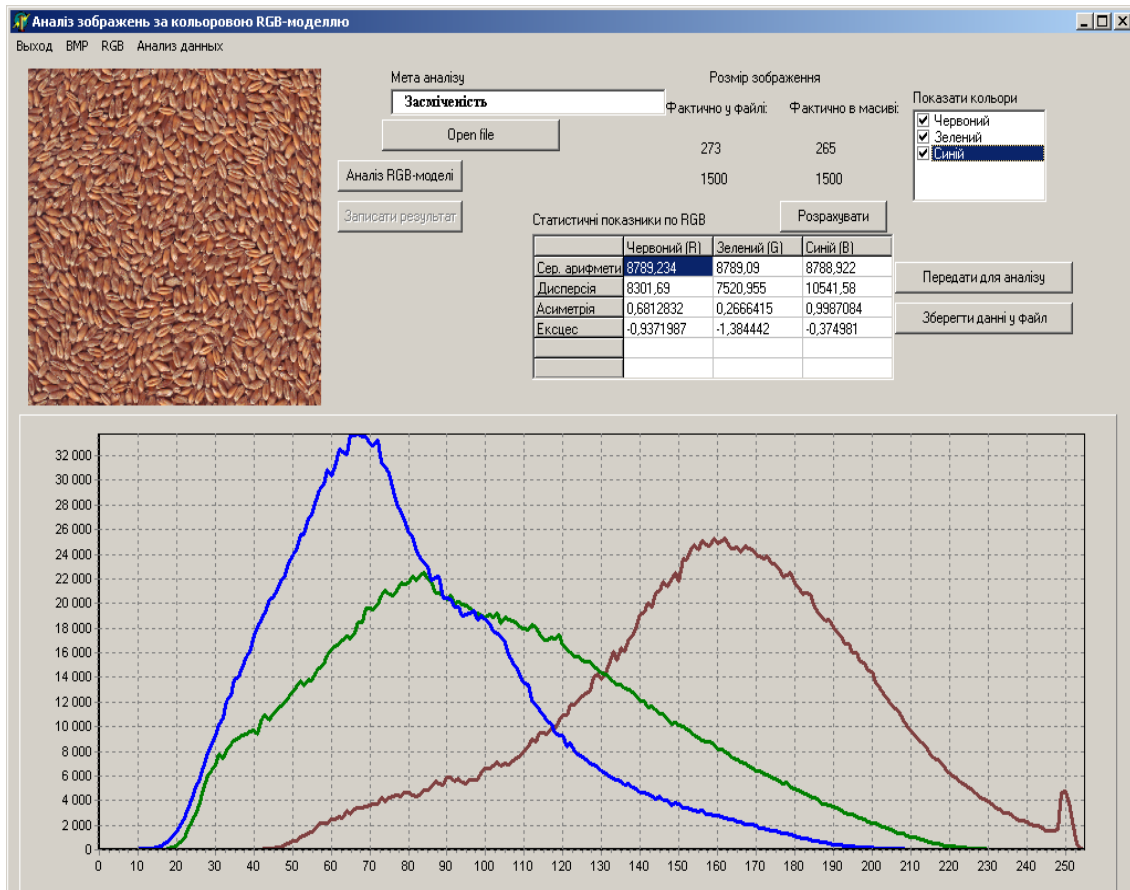 Аналіз зображень за кольоровою RGB-моделлю
Выход BMP RGB Анализ данных
Мета аналізу
Засміченість
Open file
Аналіз RGB-моделі
Записати результат
Розмір зображення
Фактично у файлі: Фактично в масиві:
273 265
1500 1500
Показати кольори
Червоний
Зелений
Синій
Статистичні показники по RGB
Розрахувати
Червоний (R) Зелений (G) Синій (B)
Сер. арифмети 8789,234 8789,09 8788,922
Дисперсія 8301,69 7520,955 10541,58
Асиметрія 0,6812832 0,2666415 0,9987084
Ексцес -0,9371987 -1,384442 -0,374981
Передати для аналізу
Зберегти данні у файл
32 000
30 000
28 000
26 000
24 000
22 000
20 000
18 000
16 000
14 000
12 000
10 000
8 000
6 000
4 000
2 000
0
0 10 20 30 40 50 60 70 80 90 100 110 120 130 140 150 160 170 180 190 200 210 220 230 240 250